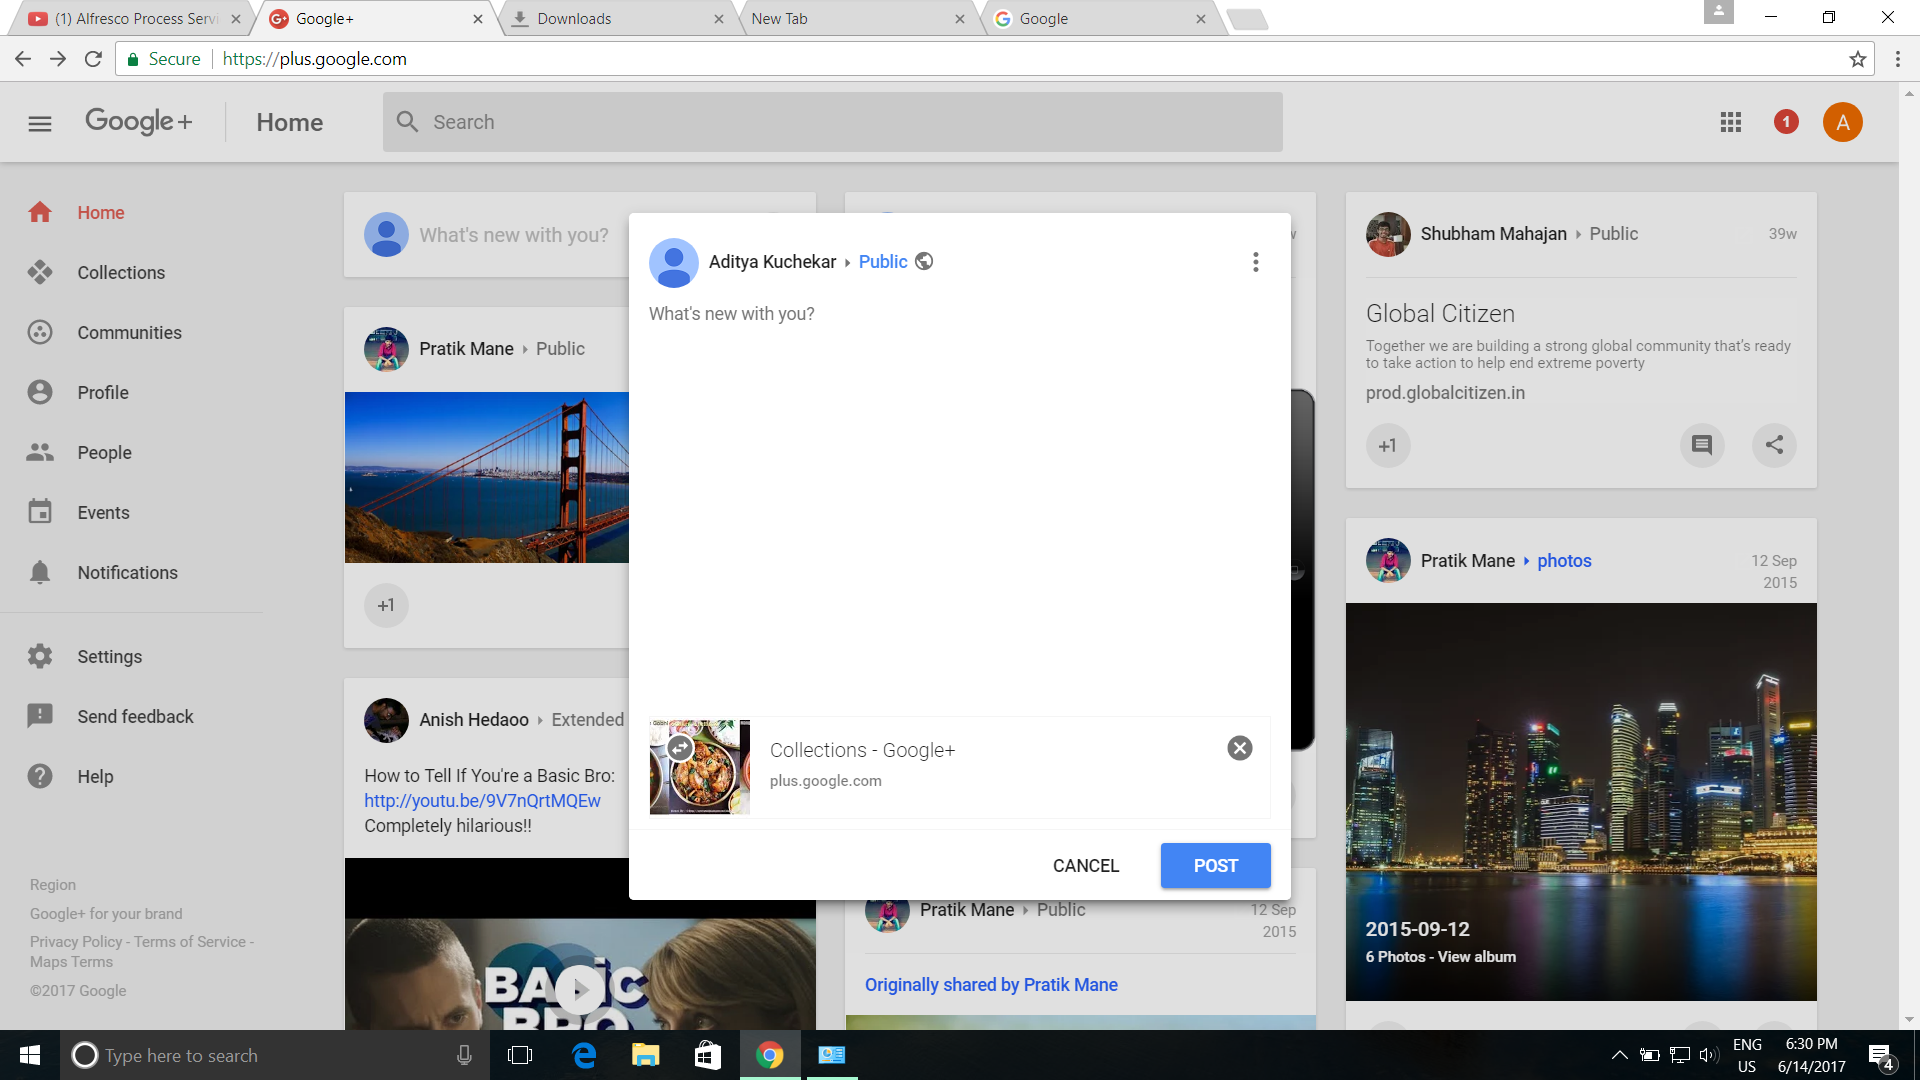 (1) Alfresco Process Servi
Google+
Downloads
New Tab
Google
Secure
https://plus.google.com
Google+
Home
Search
1
A
Home
Collections
Communities
Profile
People
Events
Notifications
Settings
Send feedback
Help
Region
Google+ for your brand
Privacy Policy - Terms of Service -
Maps Terms
©2017 Google
What's new with you?
Pratik Mane
Public
+1
Anish Hedaoo
Extended
How to Tell If You're a Basic Bro:
http://youtu.be/9V7nQrtMQEw
Completely hilarious!!
BASIC
BRO
Aditya Kuchekar
Public
What's new with you?
Collections - Google+
plus.google.com
CANCEL
POST
Pratik Mane
Public
12 Sep
2015
Originally shared by Pratik Mane
Shubham Mahajan
Public
39w
Global Citizen
Together we are building a strong global community that's ready
to take action to help end extreme poverty
prod.globalcitizen.in
+1
Pratik Mane
photos
12 Sep
2015
2015-09-12
6 Photos - View album
Type here to search
ENG
US
6:30 PM
6/14/2017
4